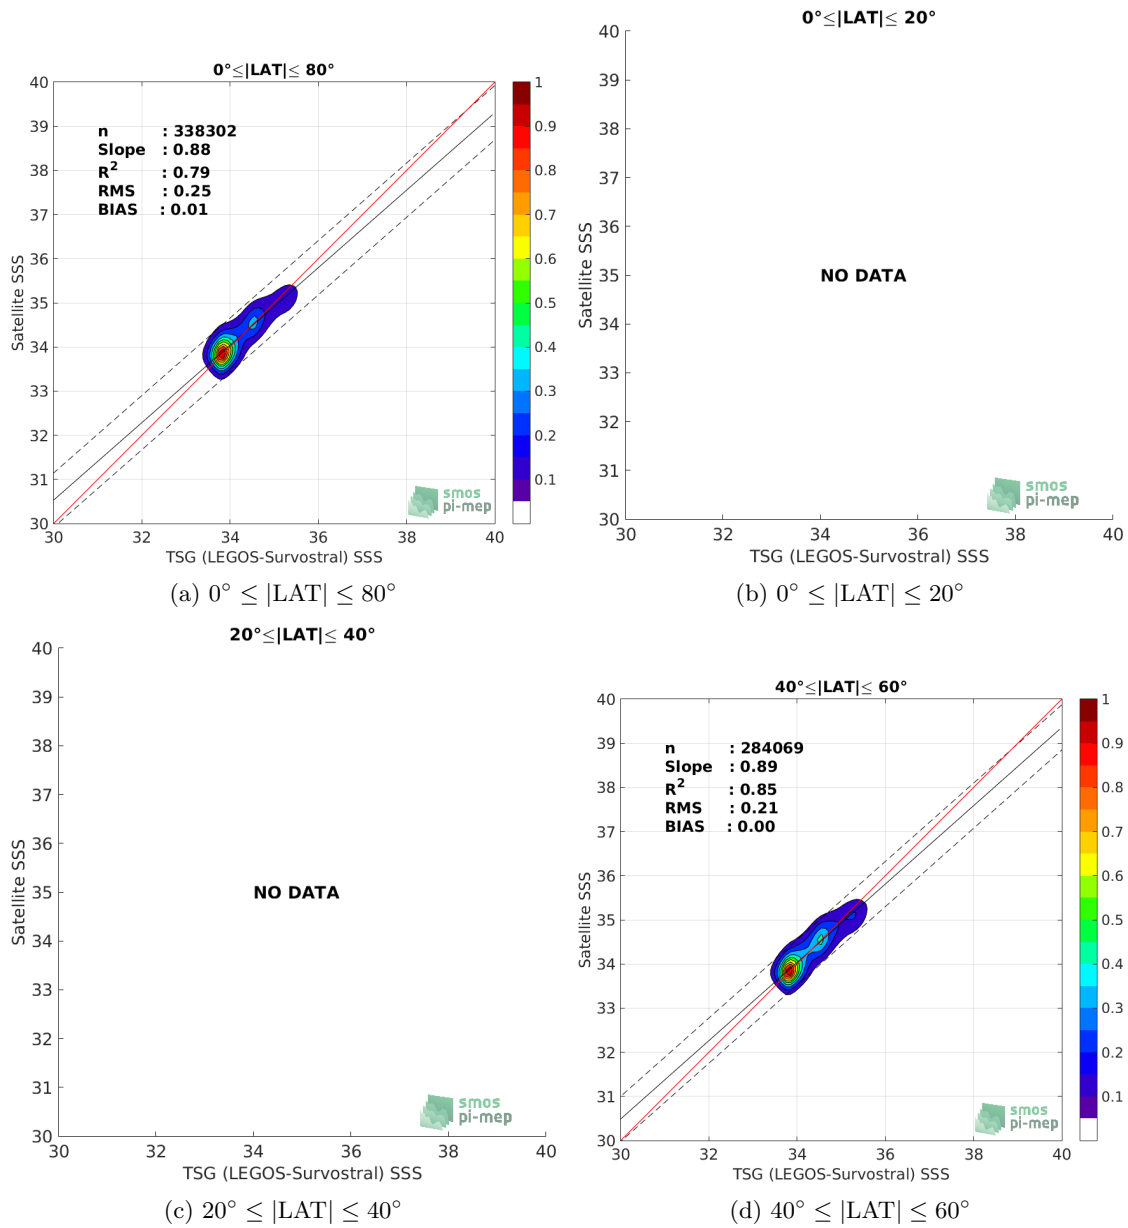 0°≤|LAT|≤ 80°
40
39
38
37
36
35
34
33
32
31
30
30
32
34
36
38
40
Satellite SSS
TSG (LEGOS-Survostral) SSS
n : 338302
Slope : 0.88
R2 : 0.79
RMS : 0.25
BIAS : 0.01
1
0.9
0.8
0.7
0.6
0.5
0.4
0.3
0.2
0.1
smos
pi-mep
(a) 0° ≤ |LAT| ≤ 80°
0°≤|LAT|≤ 20°
40
39
38
37
36
35
34
33
32
31
30
30
32
34
36
38
40
Satellite SSS
TSG (LEGOS-Survostral) SSS
NO DATA
smos
pi-mep
(b) 0° ≤ |LAT| ≤ 20°
20°≤|LAT|≤ 40°
40
39
38
37
36
35
34
33
32
31
30
30
32
34
36
38
40
Satellite SSS
TSG (LEGOS-Survostral) SSS
NO DATA
smos
pi-mep
(c) 20° ≤ |LAT| ≤ 40°
40°≤|LAT|≤ 60°
40
39
38
37
36
35
34
33
32
31
30
30
32
34
36
38
40
Satellite SSS
TSG (LEGOS-Survostral) SSS
n : 284069
Slope : 0.89
R2 : 0.85
RMS : 0.21
BIAS : 0.00
1
0.9
0.8
0.7
0.6
0.5
0.4
0.3
0.2
0.1
smos
pi-mep
(d) 40° ≤ |LAT| ≤ 60°